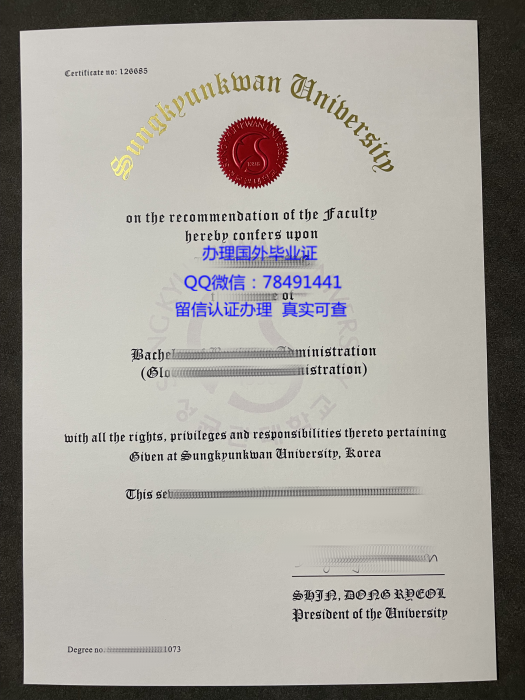 Certificate no: 126685
Sungkyunkwan University
on the recommendation of the Faculty
hereby confers upon
办理国外毕业证
QQ微信：78491441
留信认证办理 真实可查
Administration
with all the rights, privileges and responsibilities thereto pertaining
Given at Sungkyunkwan University, Korea
This
SHIN, DONG RYEOL
President of the University
Degree no. 1073